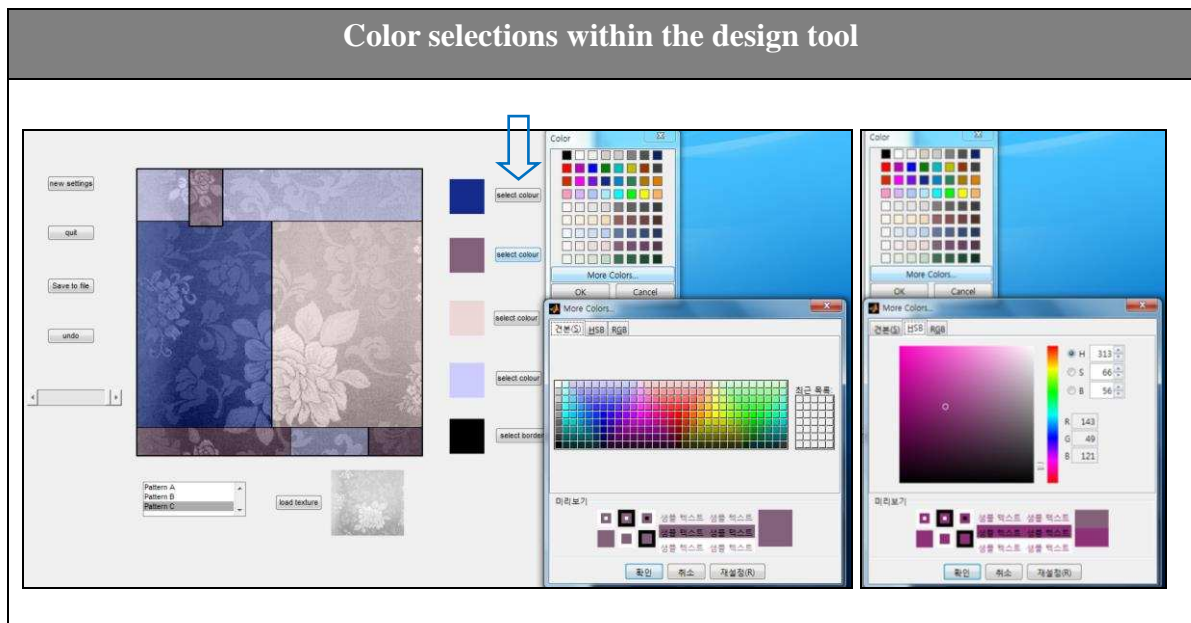 Color selections within the design tool
new settings
quit
Save to file
undo
select colour
select colour
select colour
select colour
select border
Pattern A
Pattern B
Pattern C
load texture
Color
More Colors...
OK Cancel
More Colors...
견본(S) HSB RGB
최근 목록:
미리보기
샘플 텍스트 샘플 텍스트
샘플 텍스트 샘플 텍스트
샘플 텍스트 샘플 텍스트
확인 취소 재설정(R)
Color
More Colors...
OK Cancel
More Colors...
견본(S) HSB RGB
H 313
S 66
B 56
R 143
G 49
B 121
미리보기
샘플 텍스트 샘플 텍스트
샘플 텍스트 샘플 텍스트
샘플 텍스트 샘플 텍스트
확인 취소 재설정(R)